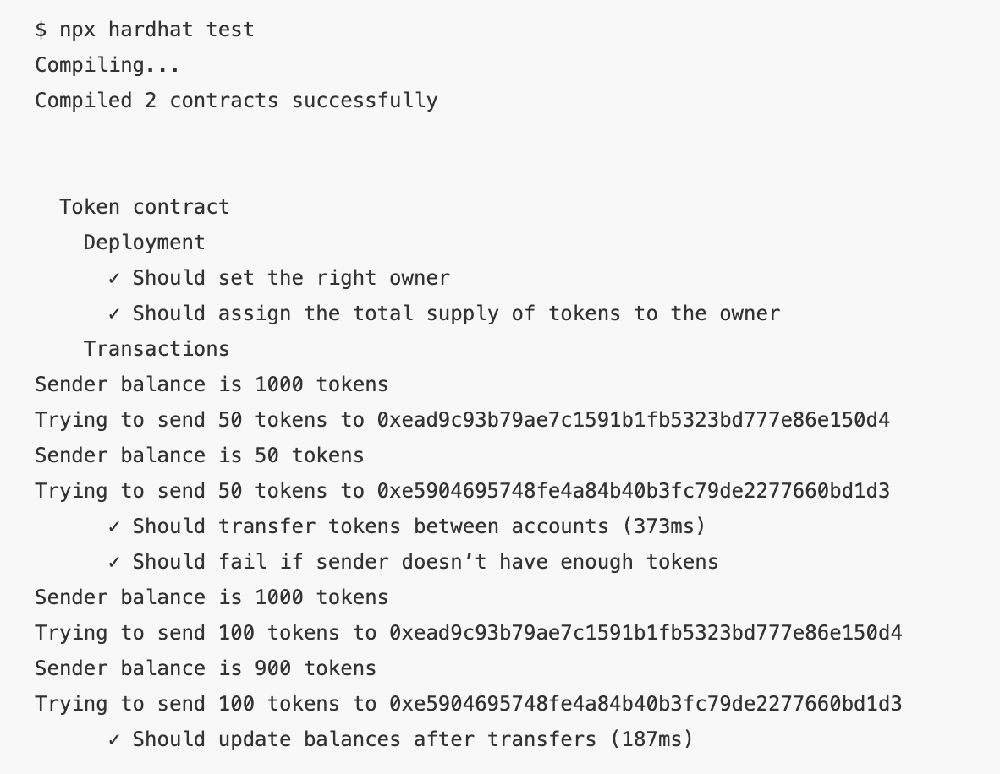 $ npx hardhat test
Compiling...
Compiled 2 contracts successfully
Token contract
Deployment
✓ Should set the right owner
✓ Should assign the total supply of tokens to the owner
Transactions
Sender balance is 1000 tokens
Trying to send 50 tokens to 0xead9c93b79ae7c1591b1fb5323bd777e86e150d4
Sender balance is 50 tokens
Trying to send 50 tokens to 0xe5904695748fe4a84b40b3fc79de2277660bd1d3
✓ Should transfer tokens between accounts (373ms)
✓ Should fail if sender doesn’t have enough tokens
Sender balance is 1000 tokens
Trying to send 100 tokens to 0xead9c93b79ae7c1591b1fb5323bd777e86e150d4
Sender balance is 900 tokens
Trying to send 100 tokens to 0xe5904695748fe4a84b40b3fc79de2277660bd1d3
✓ Should update balances after transfers (187ms)